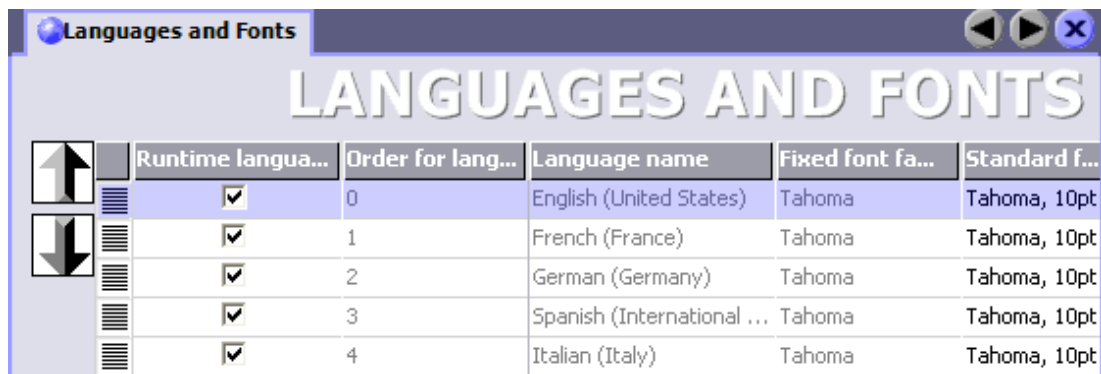 Languages and Fonts
LANGUAGES AND FONTS
Runtime langua... Order for lang... Language name Fixed font fa... Standard f...
0 English (United States) Tahoma Tahoma, 10pt
1 French (France) Tahoma Tahoma, 10pt
2 German (Germany) Tahoma Tahoma, 10pt
3 Spanish (International ... Tahoma Tahoma, 10pt
4 Italian (Italy) Tahoma Tahoma, 10pt